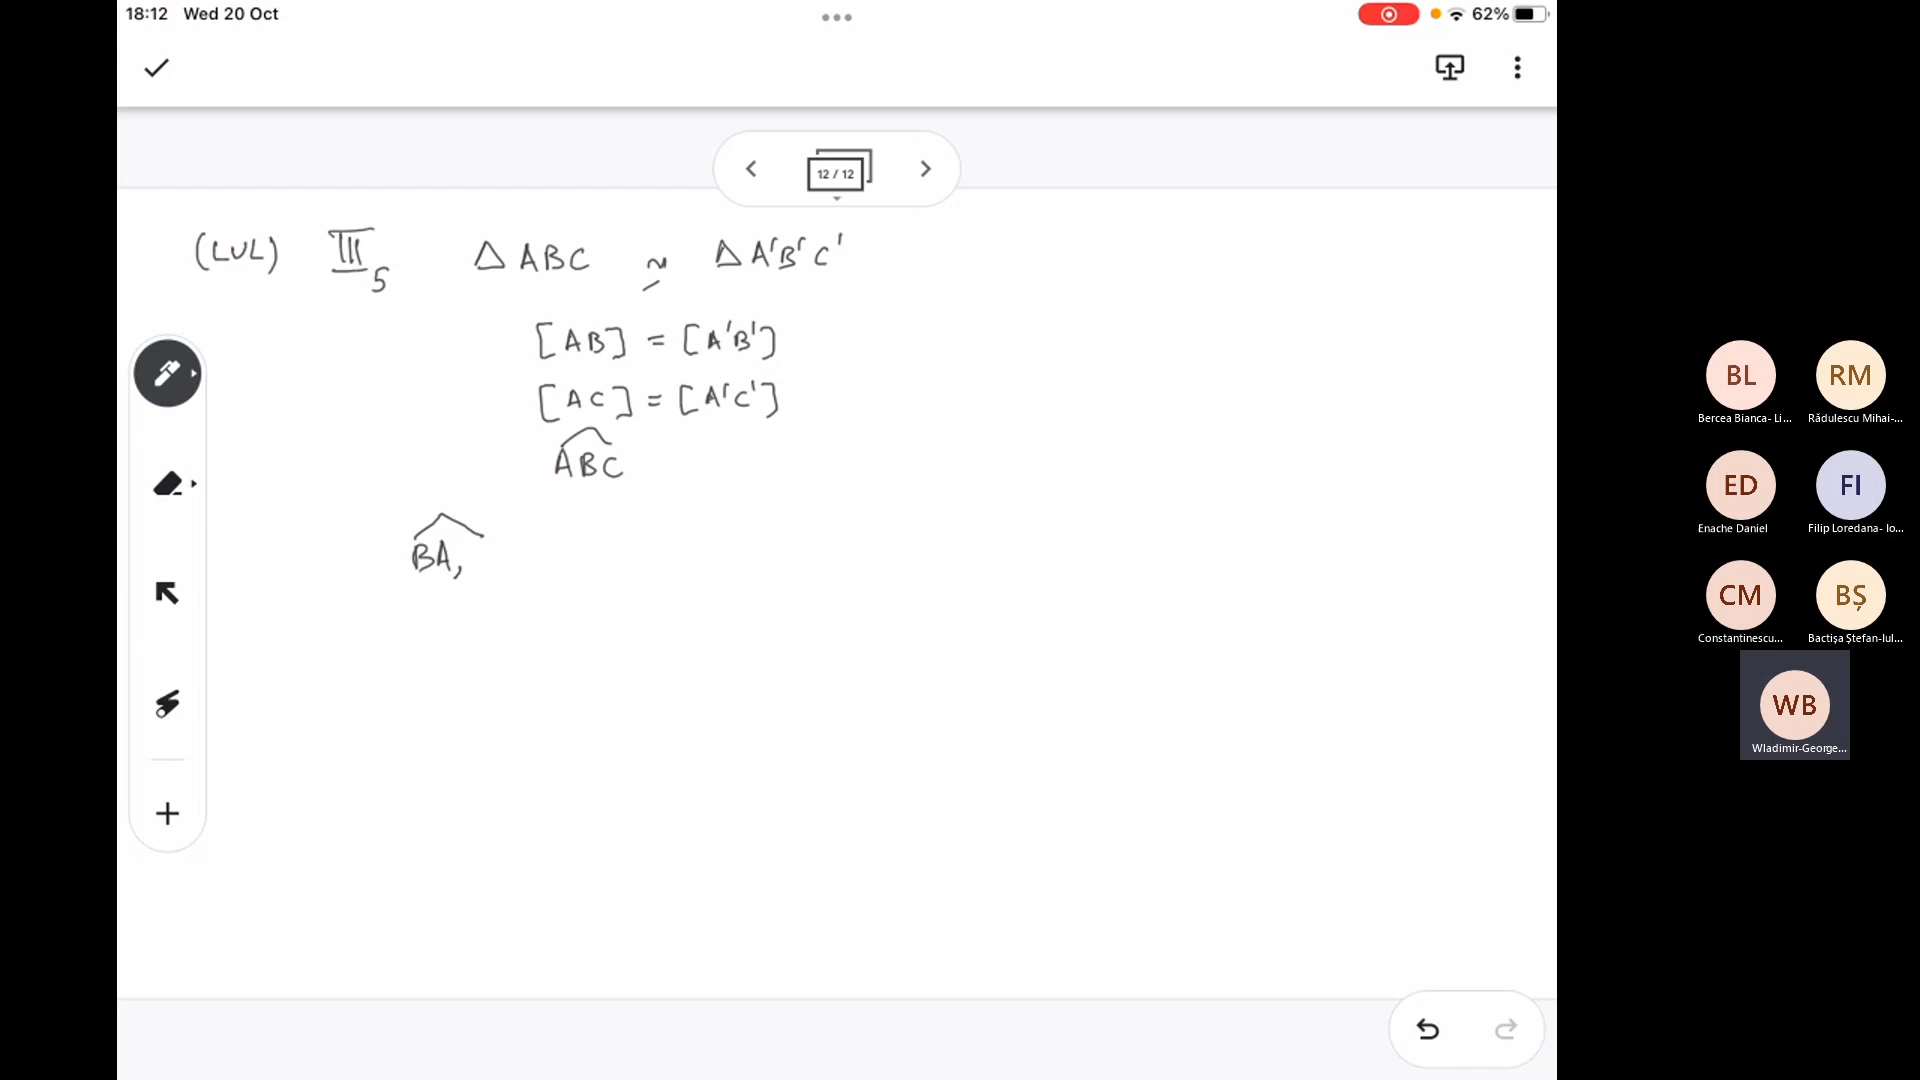 18:12 Wed 20 Oct
62%
12 / 12
(LUL) III₅ △ ABC ≃ △ A'B'C'
[AB] = [A'B']
[AC] = [A'C']
ABC
BA,
BL
RM
Bercea Bianca- Li...
Rădulescu Mihai-...
ED
FI
Enache Daniel
Filip Loredana- Io...
CM
BȘ
Constantinescu...
Bactișa Ștefan-Iul...
WB
Wladimir-George...